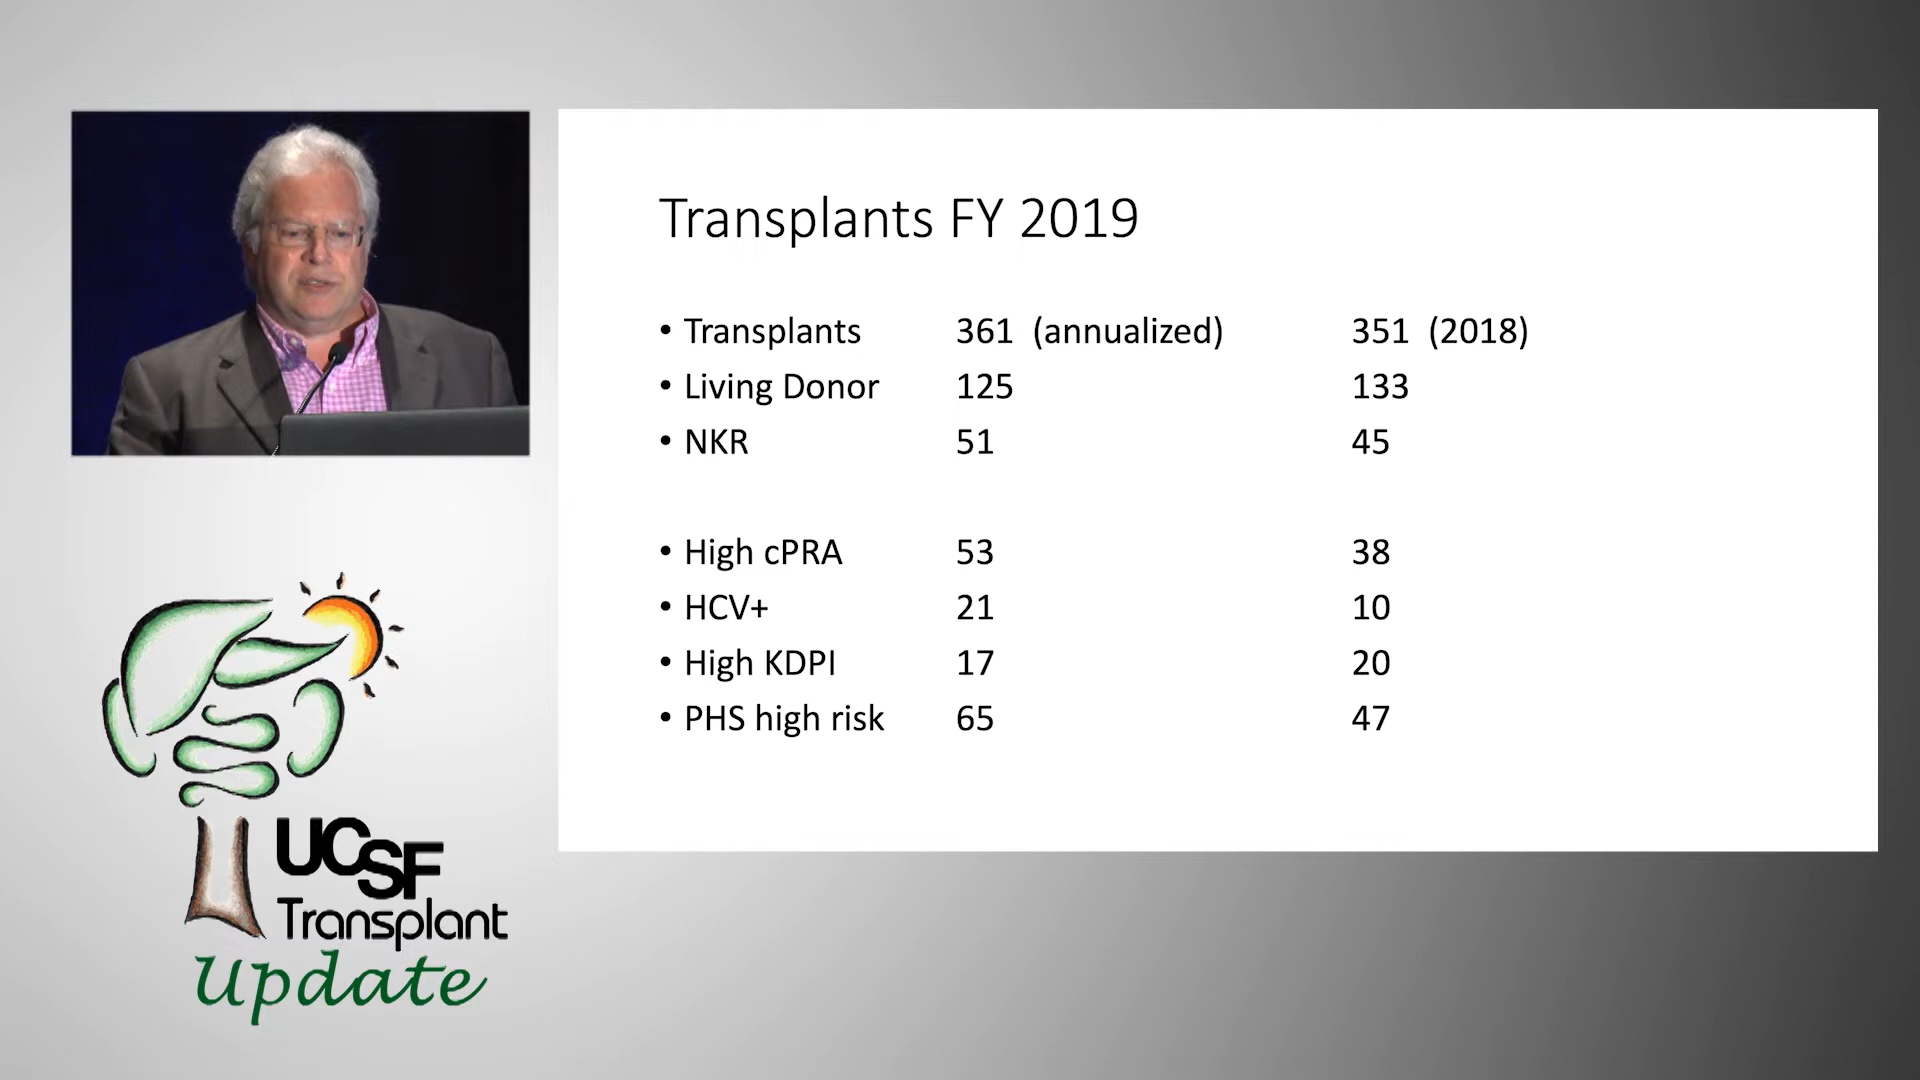 Transplants FY 2019
• Transplants 361 (annualized) 351 (2018)
• Living Donor 125 133
• NKR 51 45
• High cPRA 53 38
• HCV+ 21 10
• High KDPI 17 20
• PHS high risk 65 47
UCSF
Transplant
Update